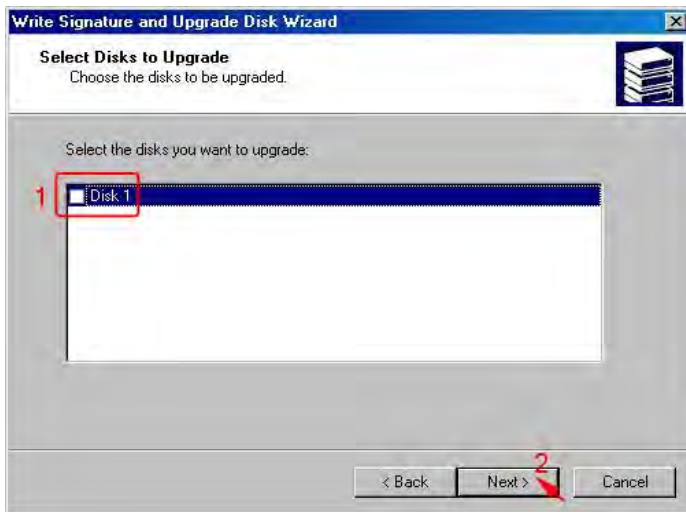 Write Signature and Upgrade Disk Wizard
Select Disks to Upgrade
Choose the disks to be upgraded.
Select the disks you want to upgrade:
1 Disk 1
2
< Back Next > Cancel